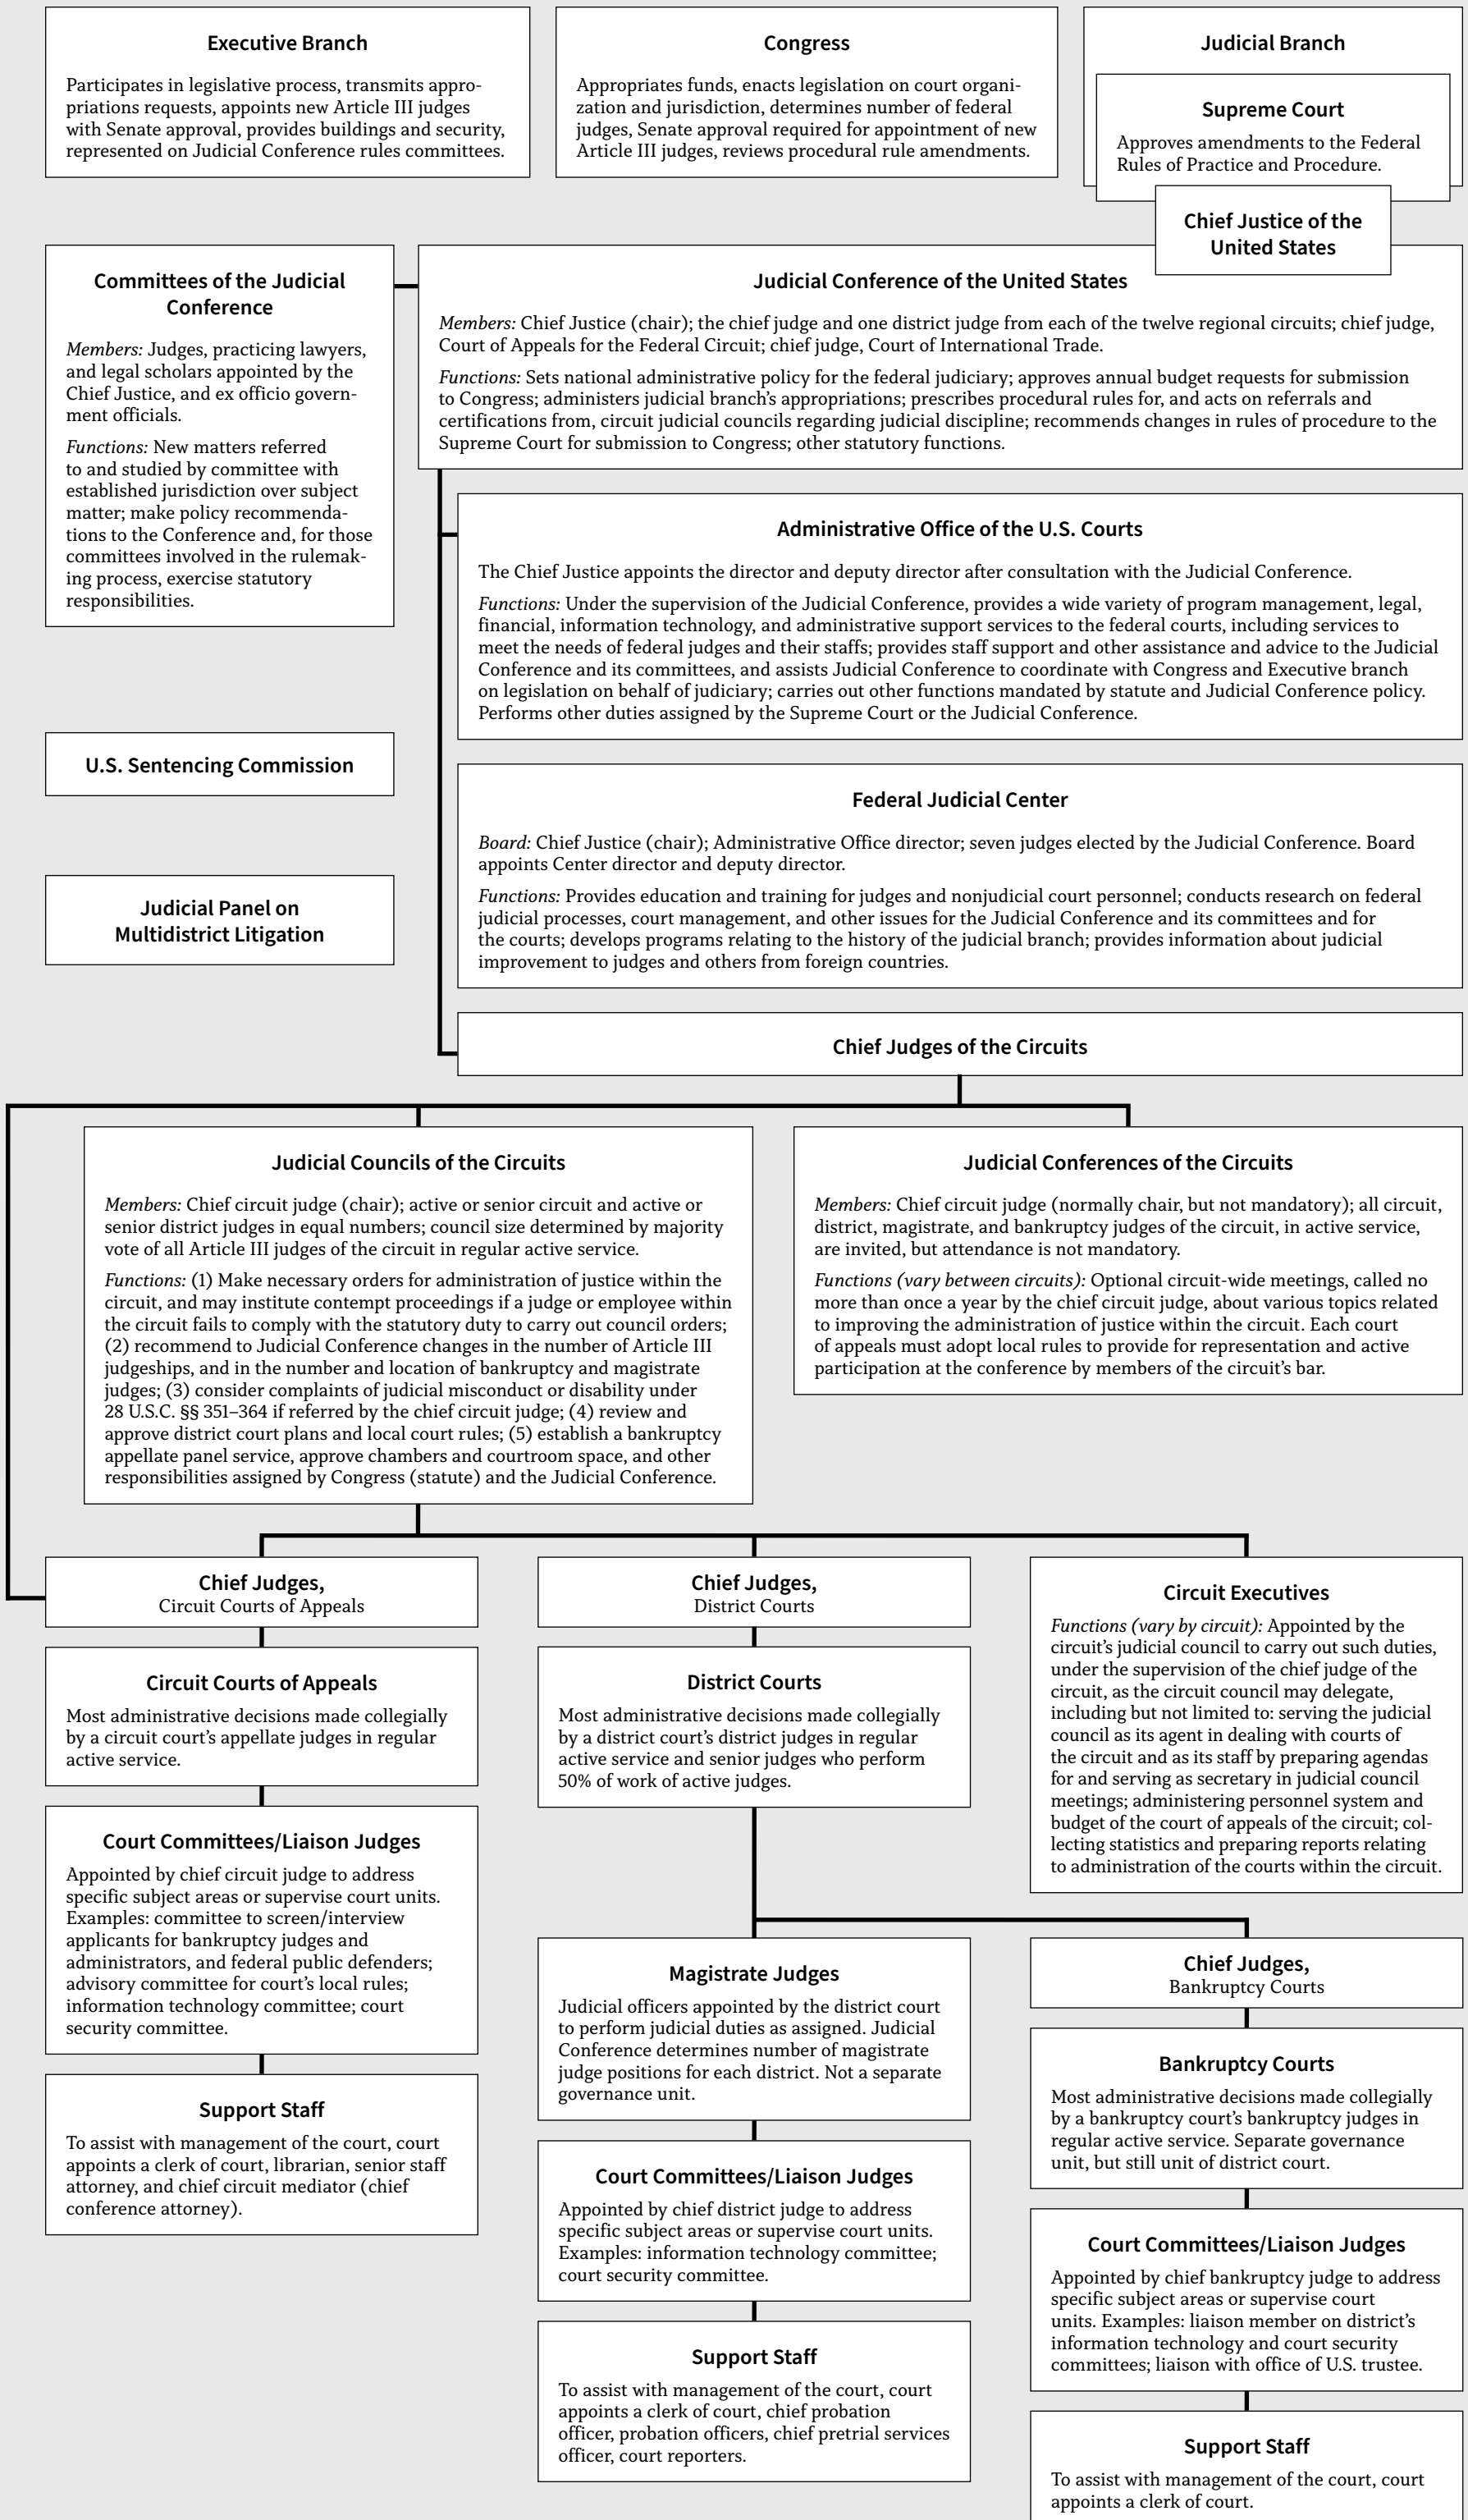 Executive Branch
Participates in legislative process, transmits appro-
priations requests, appoints new Article III judges
with Senate approval, provides buildings and security,
represented on Judicial Conference rules committees.
Congress
Appropriates funds, enacts legislation on court organi-
zation and jurisdiction, determines number of federal
judges, Senate approval required for appointment of new
Article III judges, reviews procedural rule amendments.
Judicial Branch
Supreme Court
Approves amendments to the Federal
Rules of Practice and Procedure.
Chief Justice of the
United States
Committees of the Judicial
Conference
Members: Judges, practicing lawyers,
and legal scholars appointed by the
Chief Justice, and ex officio govern-
ment officials.
Functions: New matters referred
to and studied by committee with
established jurisdiction over subject
matter; make policy recommenda-
tions to the Conference and, for those
committees involved in the rulemak-
ing process, exercise statutory
responsibilities.
Judicial Conference of the United States
Members: Chief Justice (chair); the chief judge and one district judge from each of the twelve regional circuits; chief judge,
Court of Appeals for the Federal Circuit; chief judge, Court of International Trade.
Functions: Sets national administrative policy for the federal judiciary; approves annual budget requests for submission
to Congress; administers judicial branch's appropriations; prescribes procedural rules for, and acts on referrals and
certifications from, circuit judicial councils regarding judicial discipline; recommends changes in rules of procedure to the
Supreme Court for submission to Congress; other statutory functions.
Administrative Office of the U.S. Courts
The Chief Justice appoints the director and deputy director after consultation with the Judicial Conference.
Functions: Under the supervision of the Judicial Conference, provides a wide variety of program management, legal,
financial, information technology, and administrative support services to the federal courts, including services to
meet the needs of federal judges and their staffs; provides staff support and other assistance and advice to the Judicial
Conference and its committees, and assists Judicial Conference to coordinate with Congress and Executive branch
on legislation on behalf of judiciary; carries out other functions mandated by statute and Judicial Conference policy.
Performs other duties assigned by the Supreme Court or the Judicial Conference.
U.S. Sentencing Commission
Judicial Panel on
Multidistrict Litigation
Federal Judicial Center
Board: Chief Justice (chair); Administrative Office director; seven judges elected by the Judicial Conference. Board
appoints Center director and deputy director.
Functions: Provides education and training for judges and nonjudicial court personnel; conducts research on federal
judicial processes, court management, and other issues for the Judicial Conference and its committees and for
the courts; develops programs relating to the history of the judicial branch; provides information about judicial
improvement to judges and others from foreign countries.
Chief Judges of the Circuits
Judicial Councils of the Circuits
Members: Chief circuit judge (chair); active or senior circuit and active or
senior district judges in equal numbers; council size determined by majority
vote of all Article III judges of the circuit in regular active service.
Functions: (1) Make necessary orders for administration of justice within the
circuit, and may institute contempt proceedings if a judge or employee within
the circuit fails to comply with the statutory duty to carry out council orders;
(2) recommend to Judicial Conference changes in the number of Article III
judgeships, and in the number and location of bankruptcy and magistrate
judges; (3) consider complaints of judicial misconduct or disability under
28 U.S.C. §§ 351–364 if referred by the chief circuit judge; (4) review and
approve district court plans and local court rules; (5) establish a bankruptcy
appellate panel service, approve chambers and courtroom space, and other
responsibilities assigned by Congress (statute) and the Judicial Conference.
Judicial Conferences of the Circuits
Members: Chief circuit judge (normally chair, but not mandatory); all circuit,
district, magistrate, and bankruptcy judges of the circuit, in active service,
are invited, but attendance is not mandatory.
Functions (vary between circuits): Optional circuit-wide meetings, called no
more than once a year by the chief circuit judge, about various topics related
to improving the administration of justice within the circuit. Each court
of appeals must adopt local rules to provide for representation and active
participation at the conference by members of the circuit's bar.
Chief Judges,
Circuit Courts of Appeals
Circuit Courts of Appeals
Most administrative decisions made collegially
by a circuit court's appellate judges in regular
active service.
Court Committees/Liaison Judges
Appointed by chief circuit judge to address
specific subject areas or supervise court units.
Examples: committee to screen/interview
applicants for bankruptcy judges and
administrators, and federal public defenders;
advisory committee for court's local rules;
information technology committee; court
security committee.
Support Staff
To assist with management of the court, court
appoints a clerk of court, librarian, senior staff
attorney, and chief circuit mediator (chief
conference attorney).
Chief Judges,
District Courts
District Courts
Most administrative decisions made collegially
by a district court's district judges in regular
active service and senior judges who perform
50% of work of active judges.
Magistrate Judges
Judicial officers appointed by the district court
to perform judicial duties as assigned. Judicial
Conference determines number of magistrate
judge positions for each district. Not a separate
governance unit.
Court Committees/Liaison Judges
Appointed by chief district judge to address
specific subject areas or supervise court units.
Examples: information technology committee;
court security committee.
Support Staff
To assist with management of the court, court
appoints a clerk of court, chief probation
officer, probation officers, chief pretrial services
officer, court reporters.
Circuit Executives
Functions (vary by circuit): Appointed by the
circuit's judicial council to carry out such duties,
under the supervision of the chief judge of the
circuit, as the circuit council may delegate,
including but not limited to: serving the judicial
council as its agent in dealing with courts of
the circuit and as its staff by preparing agendas
for and serving as secretary in judicial council
meetings; administering personnel system and
budget of the court of appeals of the circuit; col-
lecting statistics and preparing reports relating
to administration of the courts within the circuit.
Chief Judges,
Bankruptcy Courts
Bankruptcy Courts
Most administrative decisions made collegially
by a bankruptcy court's bankruptcy judges in
regular active service. Separate governance
unit, but still unit of district court.
Court Committees/Liaison Judges
Appointed by chief bankruptcy judge to address
specific subject areas or supervise court
units. Examples: liaison member on district's
information technology and court security
committees; liaison with office of U.S. trustee.
Support Staff
To assist with management of the court, court
appoints a clerk of court.